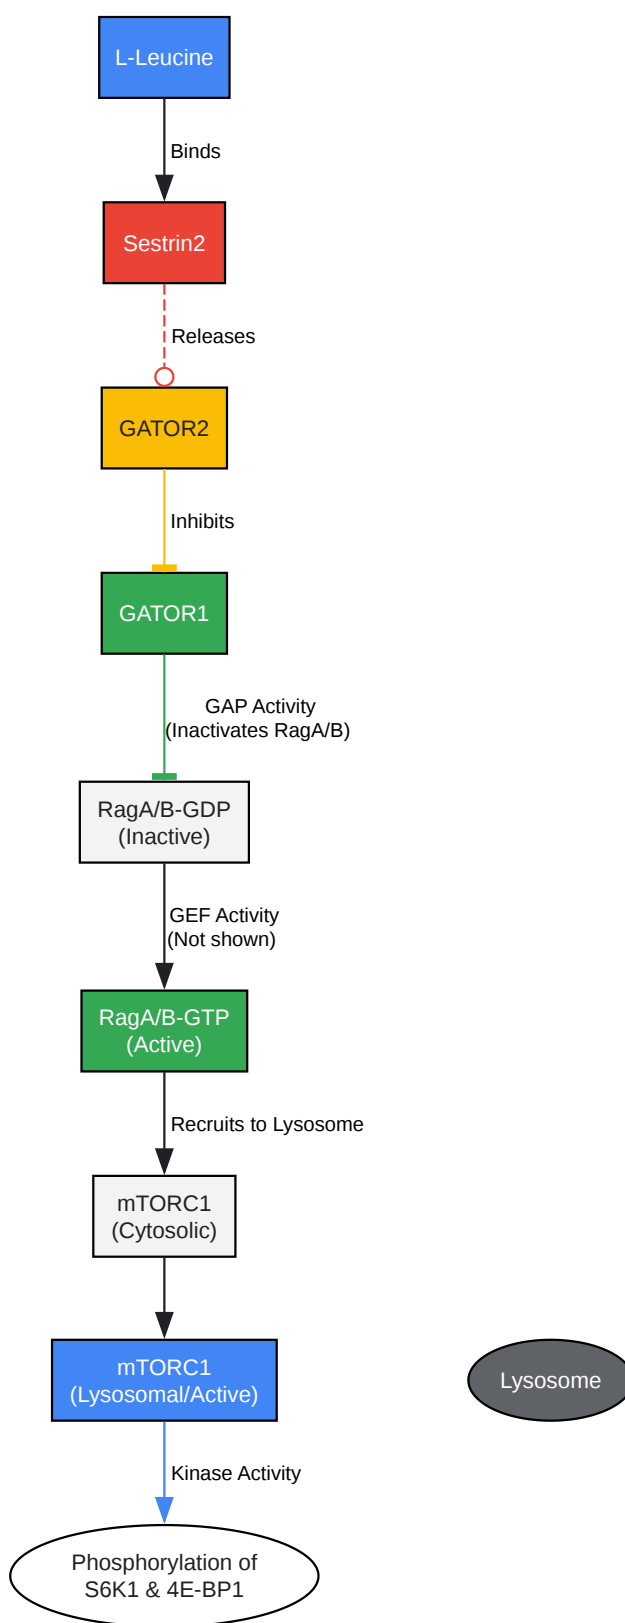 L-Leucine
Binds
Sestrin2
Releases
GATOR2
Inhibits
GATOR1
GAP Activity
(Inactivates RagA/B)
RagA/B-GDP
(Inactive)
GEF Activity
(Not shown)
RagA/B-GTP
(Active)
Recruits to Lysosome
mTORC1
(Cytosolic)
mTORC1
(Lysosomal/Active)
Lysosome
Kinase Activity
Phosphorylation of
S6K1 & 4E-BP1